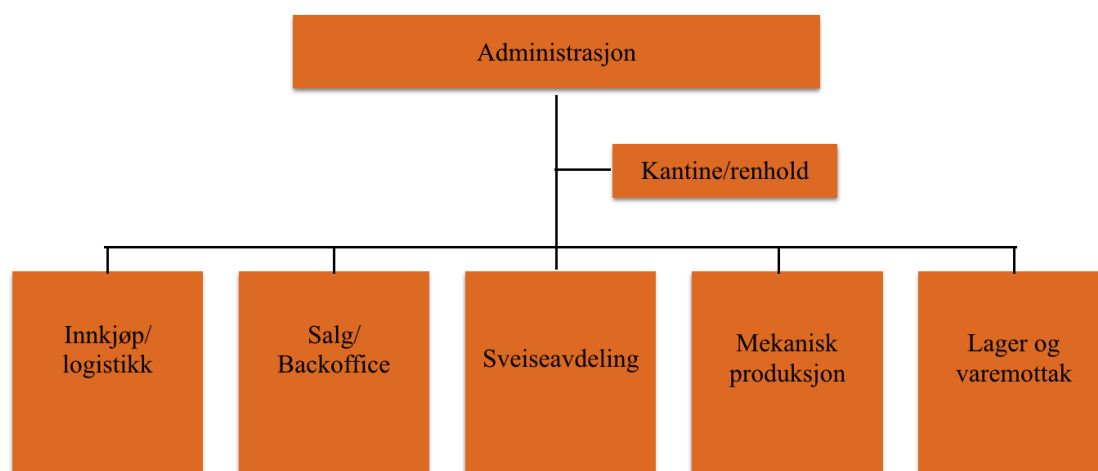 Administrasjon
Kantine/renhold
Innkjøp/
logistikk
Salg/
Backoffice
Sveiseavdeling
Mekanisk
produksjon
Lager og
varemottak